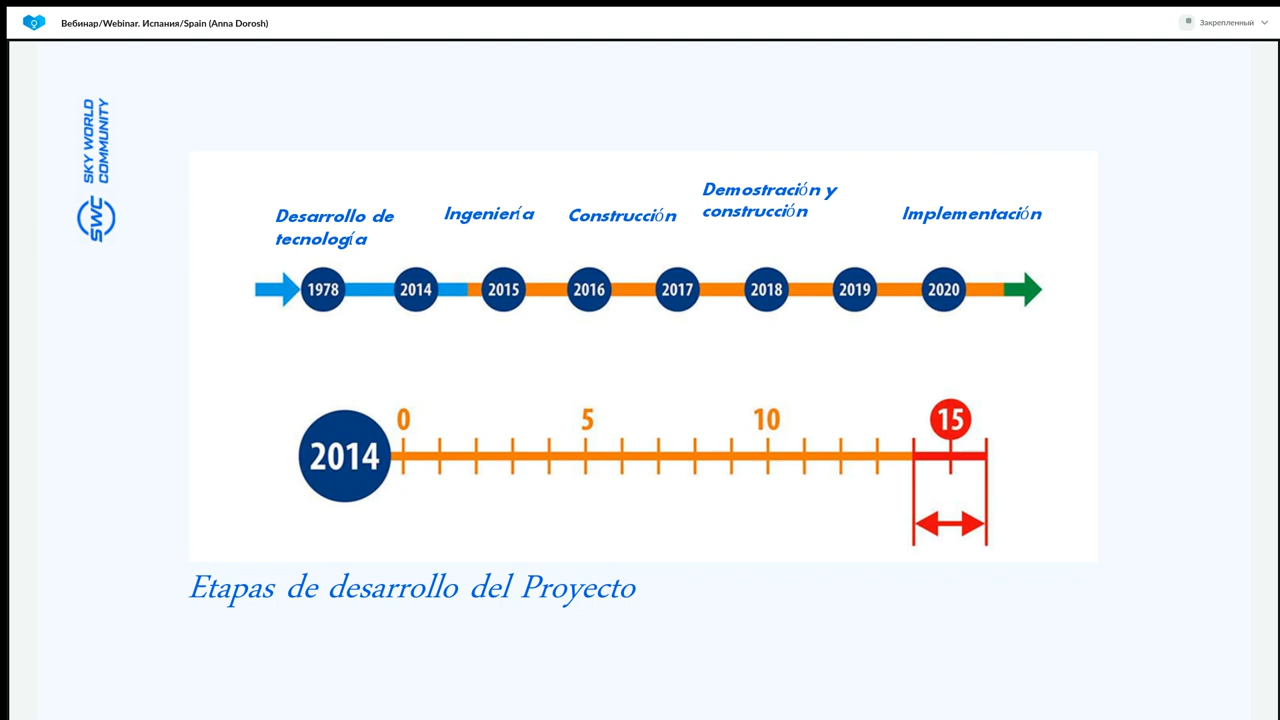 Вебинар/Webinar. Испания/Spain (Anna Dorosh)
Закрепленный
SKY WORLD
COMMUNITY
SWC
Desarrollo de
tecnología
Ingeniería
Construcción
Demostración y
construcción
Implementación
1978 2014 2015 2016 2017 2018 2019 2020
0 5 10 15
2014
Etapas de desarrollo del Proyecto